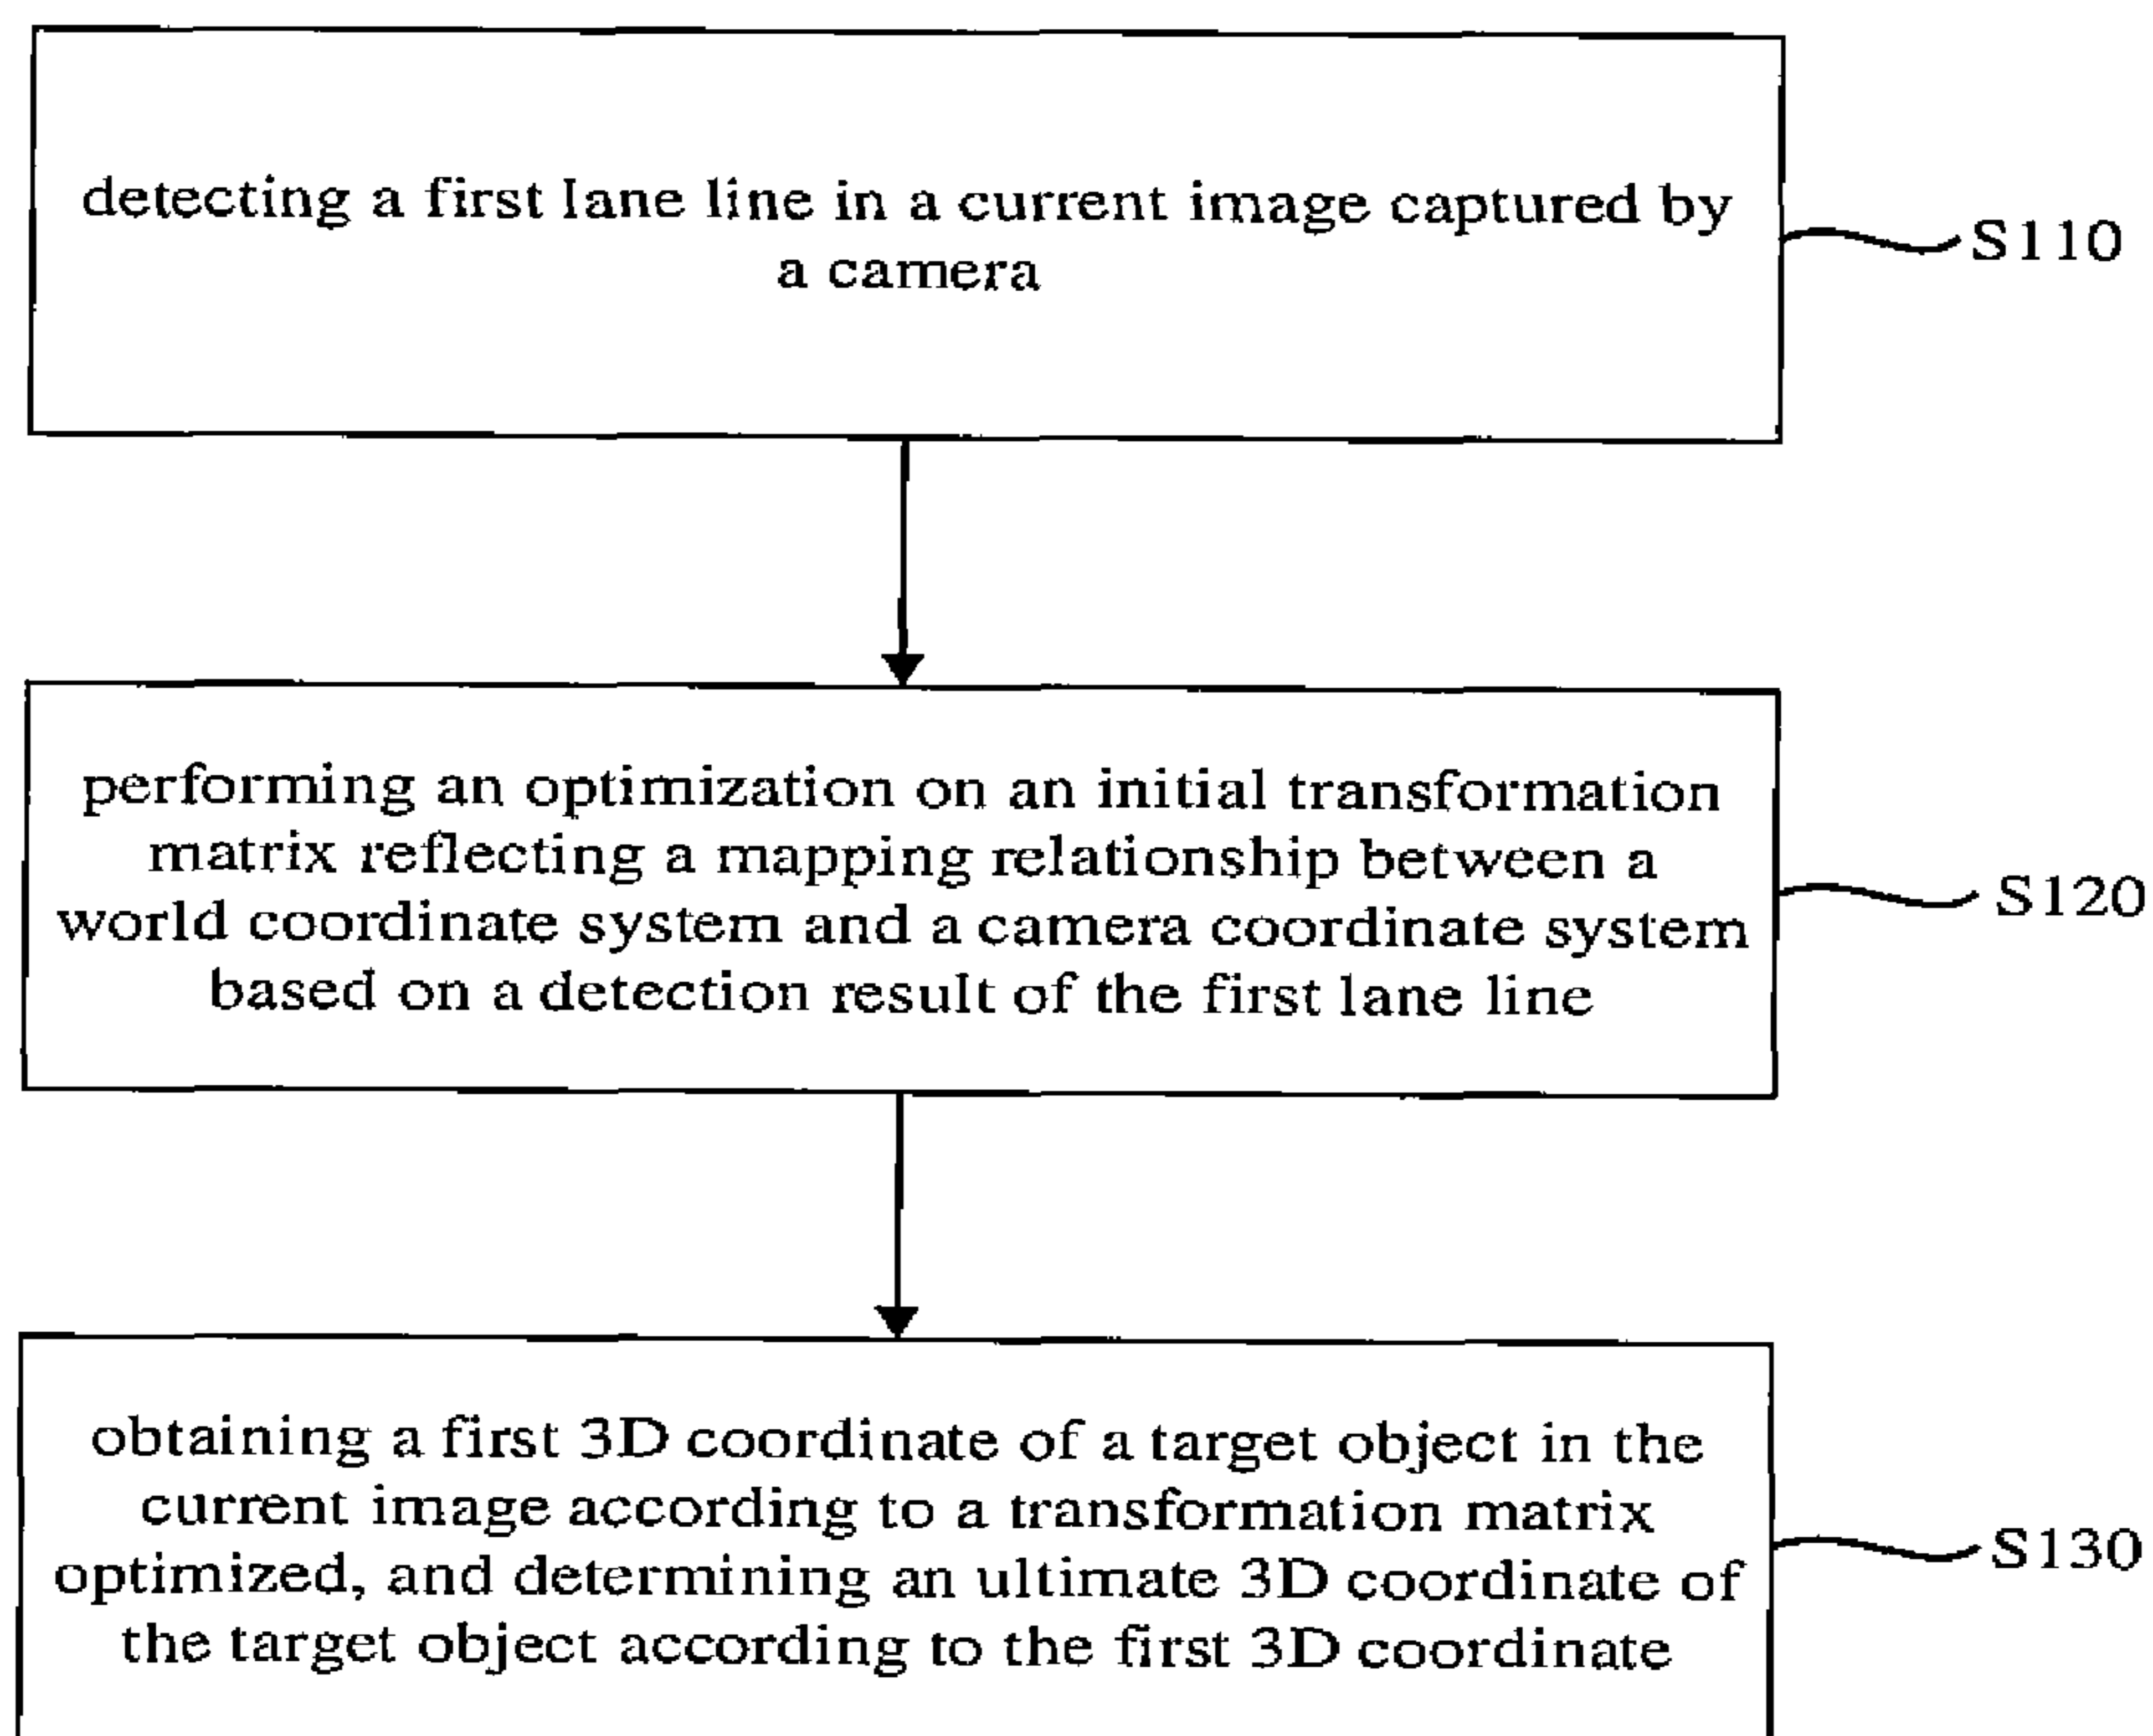 detecting a first lane line in a current image captured by
a camera
S110
performing an optimization on an initial transformation
matrix reflecting a mapping relationship between a
world coordinate system and a camera coordinate system
based on a detection result of the first lane line
S120
obtaining a first 3D coordinate of a target object in the
current image according to a transformation matrix
optimized, and determining an ultimate 3D coordinate of
the target object according to the first 3D coordinate
S130